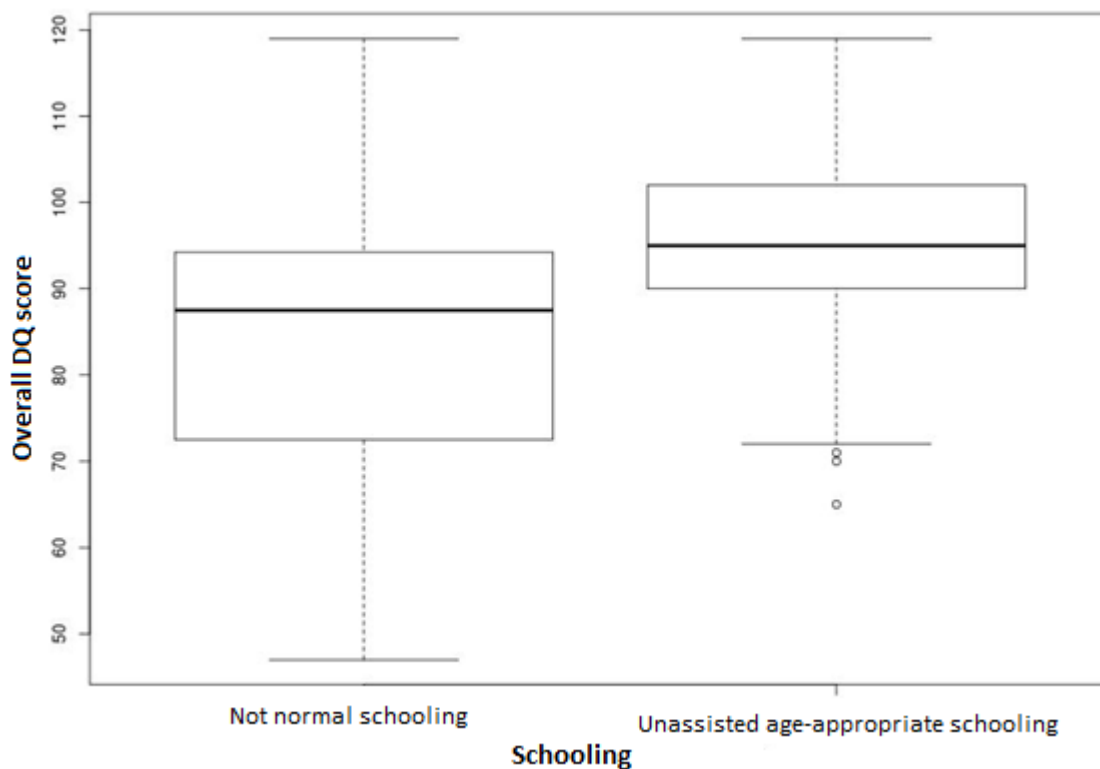 Overall DQ score
120
110
100
90
80
70
60
50
Not normal schooling
Unassisted age-appropriate schooling
Schooling